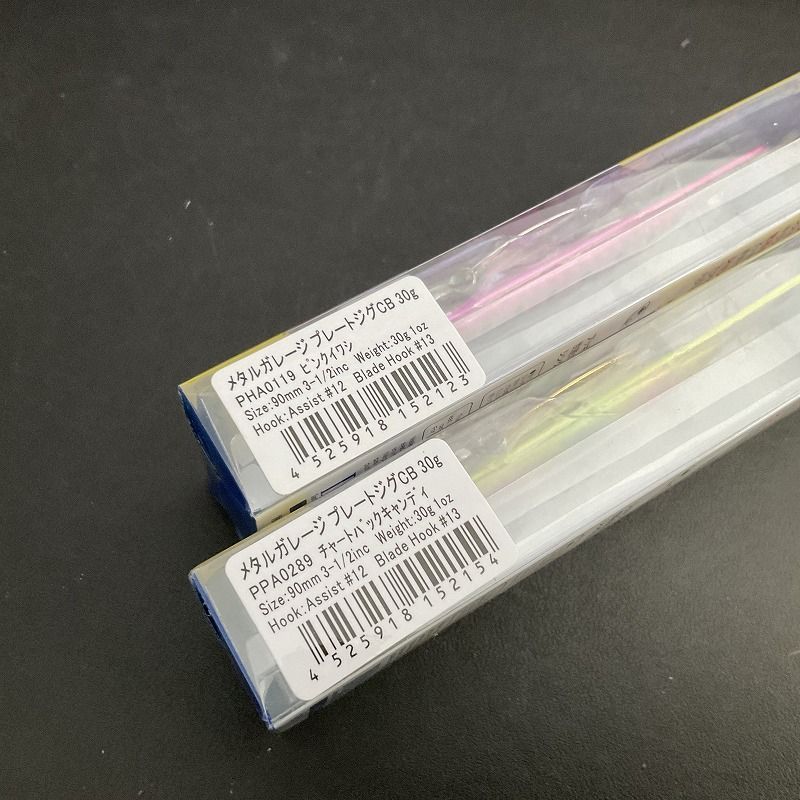 メタルガレージ プレートジグCB 30g
PHA0119 ピンクイワシ
Size:90mm 3-1/2inc Weight:30g 1oz
Hook:Assist #12 Blade Hook #13
4 525918 152123
メタルガレージ プレートジグCB 30g
PPA0289 チャートバックキャンディ
Size:90mm 3-1/2inc Weight:30g 1oz
Hook:Assist #12 Blade Hook #13
4 525918 152154